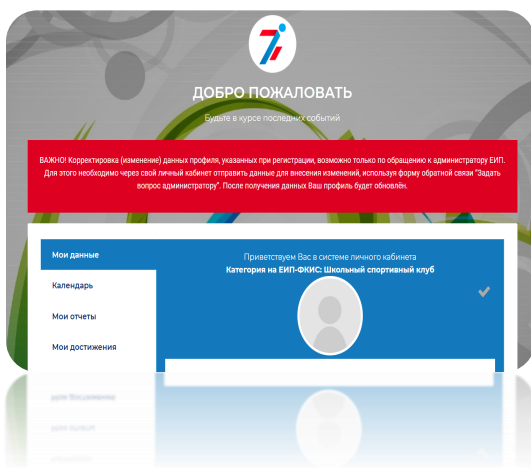 ДОБРО ПОЖАЛОВАТЬ
Будьте в курсе последних событий
ВАЖНО! Корректировка (изменение) данных профиля, указанных при регистрации, возможно только по обращению к администратору ЕИП.
Для этого необходимо через свой личный кабинет отправить данные для внесения изменений, используя форму обратной связи "Задать
вопрос администратору". После получения данных Ваш профиль будет обновлён.
Мои данные
Приветствуем Вас в системе личного кабинета
Категория на ЕИП-ФКИС: Школьный спортивный клуб
Календарь
Мои отчеты
Мои достижения